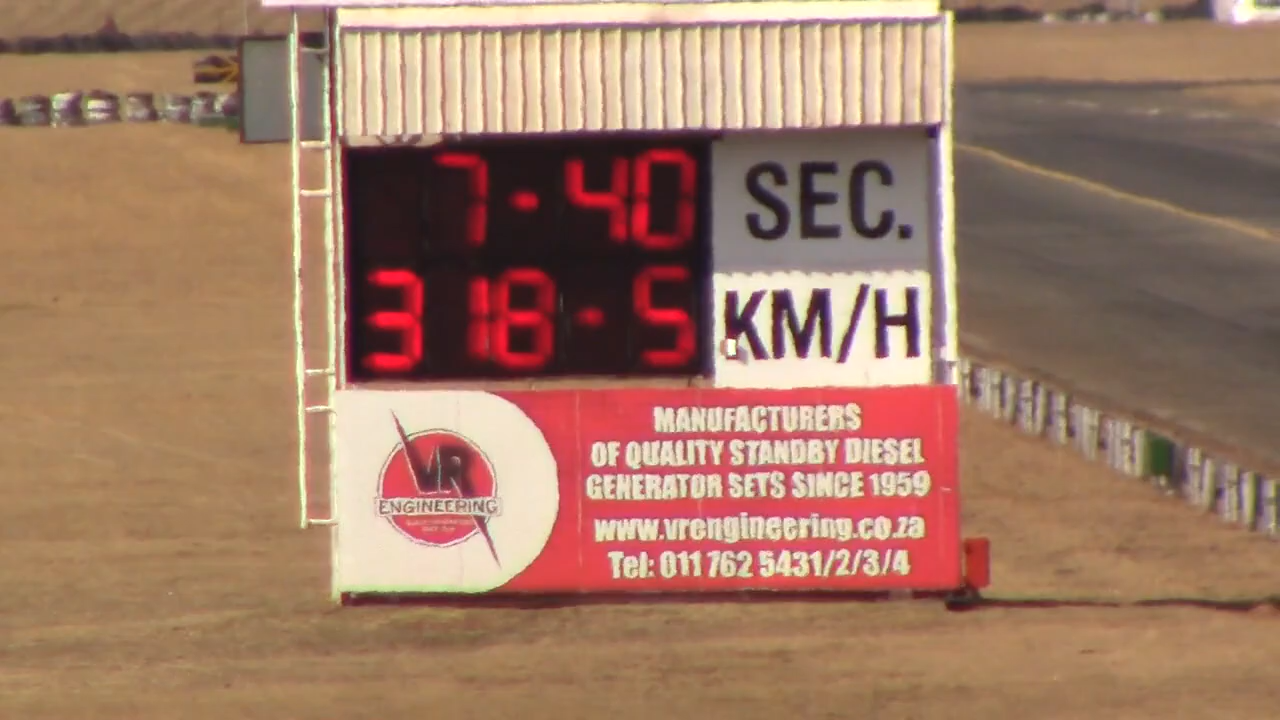 7-40 SEC.
318-5 KM/H
VR
ENGINEERING
MANUFACTURERS
OF QUALITY STANDBY DIESEL
GENERATOR SETS SINCE 1959
www.vrengineering.co.za
Tel: 011 762 5431/2/3/4